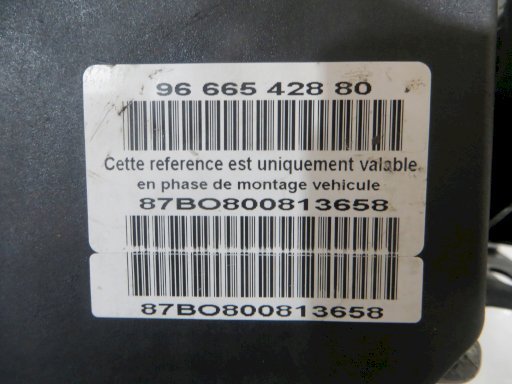 96 665 428 80
Cette reference est uniquement valable
en phase de montage vehicule
87BO800813658
87BO800813658